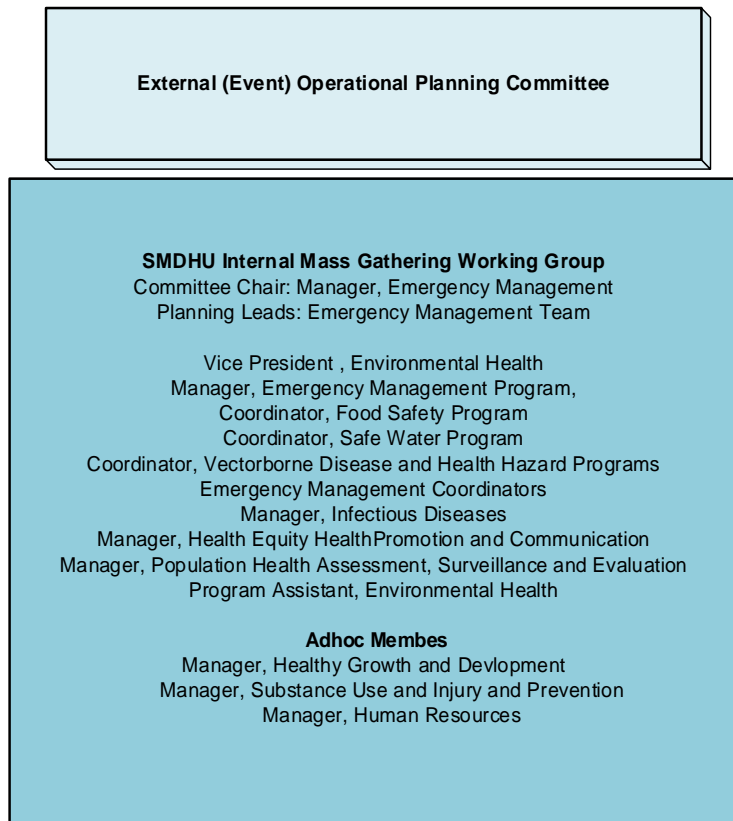 External (Event) Operational Planning Committee
SMDHU Internal Mass Gathering Working Group
Committee Chair: Manager, Emergency Management
Planning Leads: Emergency Management Team
Vice President , Environmental Health
Manager, Emergency Management Program,
Coordinator, Food Safety Program
Coordinator, Safe Water Program
Coordinator, Vectorborne Disease and Health Hazard Programs
Emergency Management Coordinators
Manager, Infectious Diseases
Manager, Health Equity HealthPromotion and Communication
Manager, Population Health Assessment, Surveillance and Evaluation
Program Assistant, Environmental Health
Adhoc Membes
Manager, Healthy Growth and Devlopment
Manager, Substance Use and Injury and Prevention
Manager, Human Resources